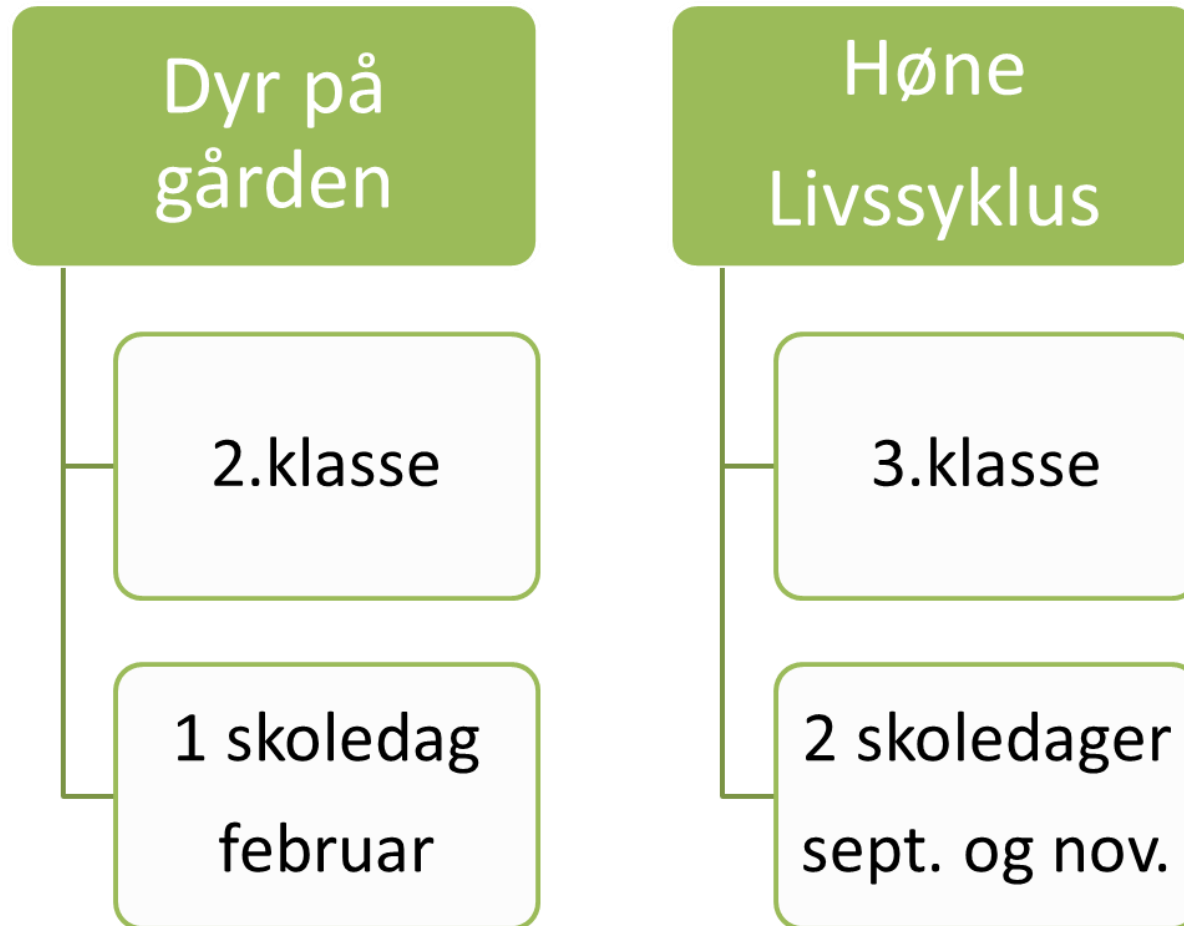 Dyr på
gården
2.klasse
1 skoledag
februar
Høne
Livssyklus
3.klasse
2 skoledager
sept. og nov.